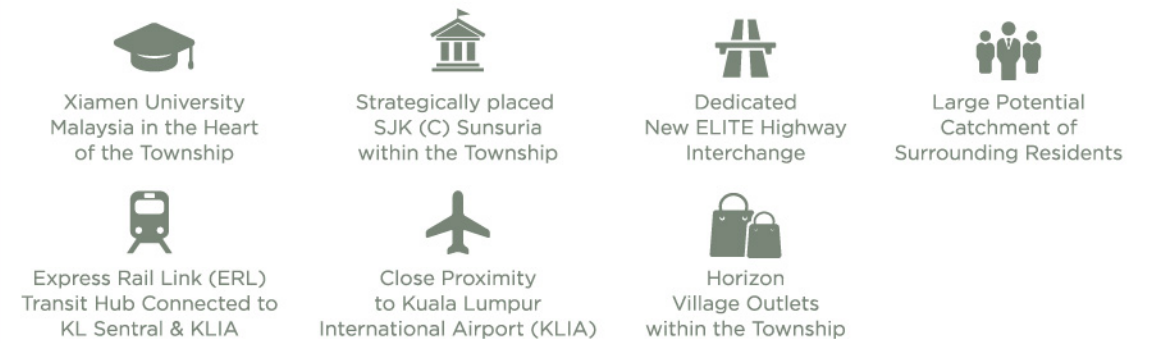 Xiamen University
Malaysia in the Heart
of the Township
Strategically placed
SJK (C) Sunsuria
within the Township
Dedicated
New ELITE Highway
Interchange
Large Potential
Catchment of
Surrounding Residents
Express Rail Link (ERL)
Transit Hub Connected to
KL Sentral & KLIA
Close Proximity
to Kuala Lumpur
International Airport (KLIA)
Horizon
Village Outlets
within the Township